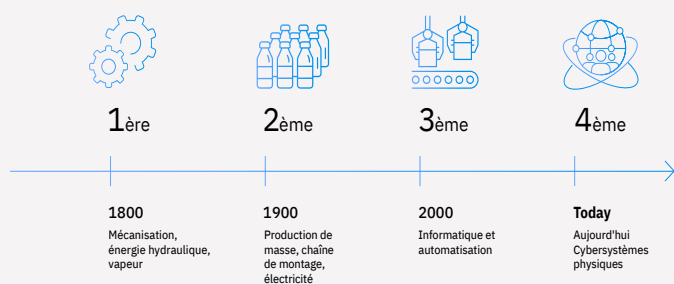 1ère
2ème
3ème
4ème
1800
Mécanisation,
énergie hydraulique,
vapeur
1900
Production de
masse, chaîne
de montage,
électricité
2000
Informatique et
automatisation
Today
Aujourd'hui
Cybersystèmes
physiques